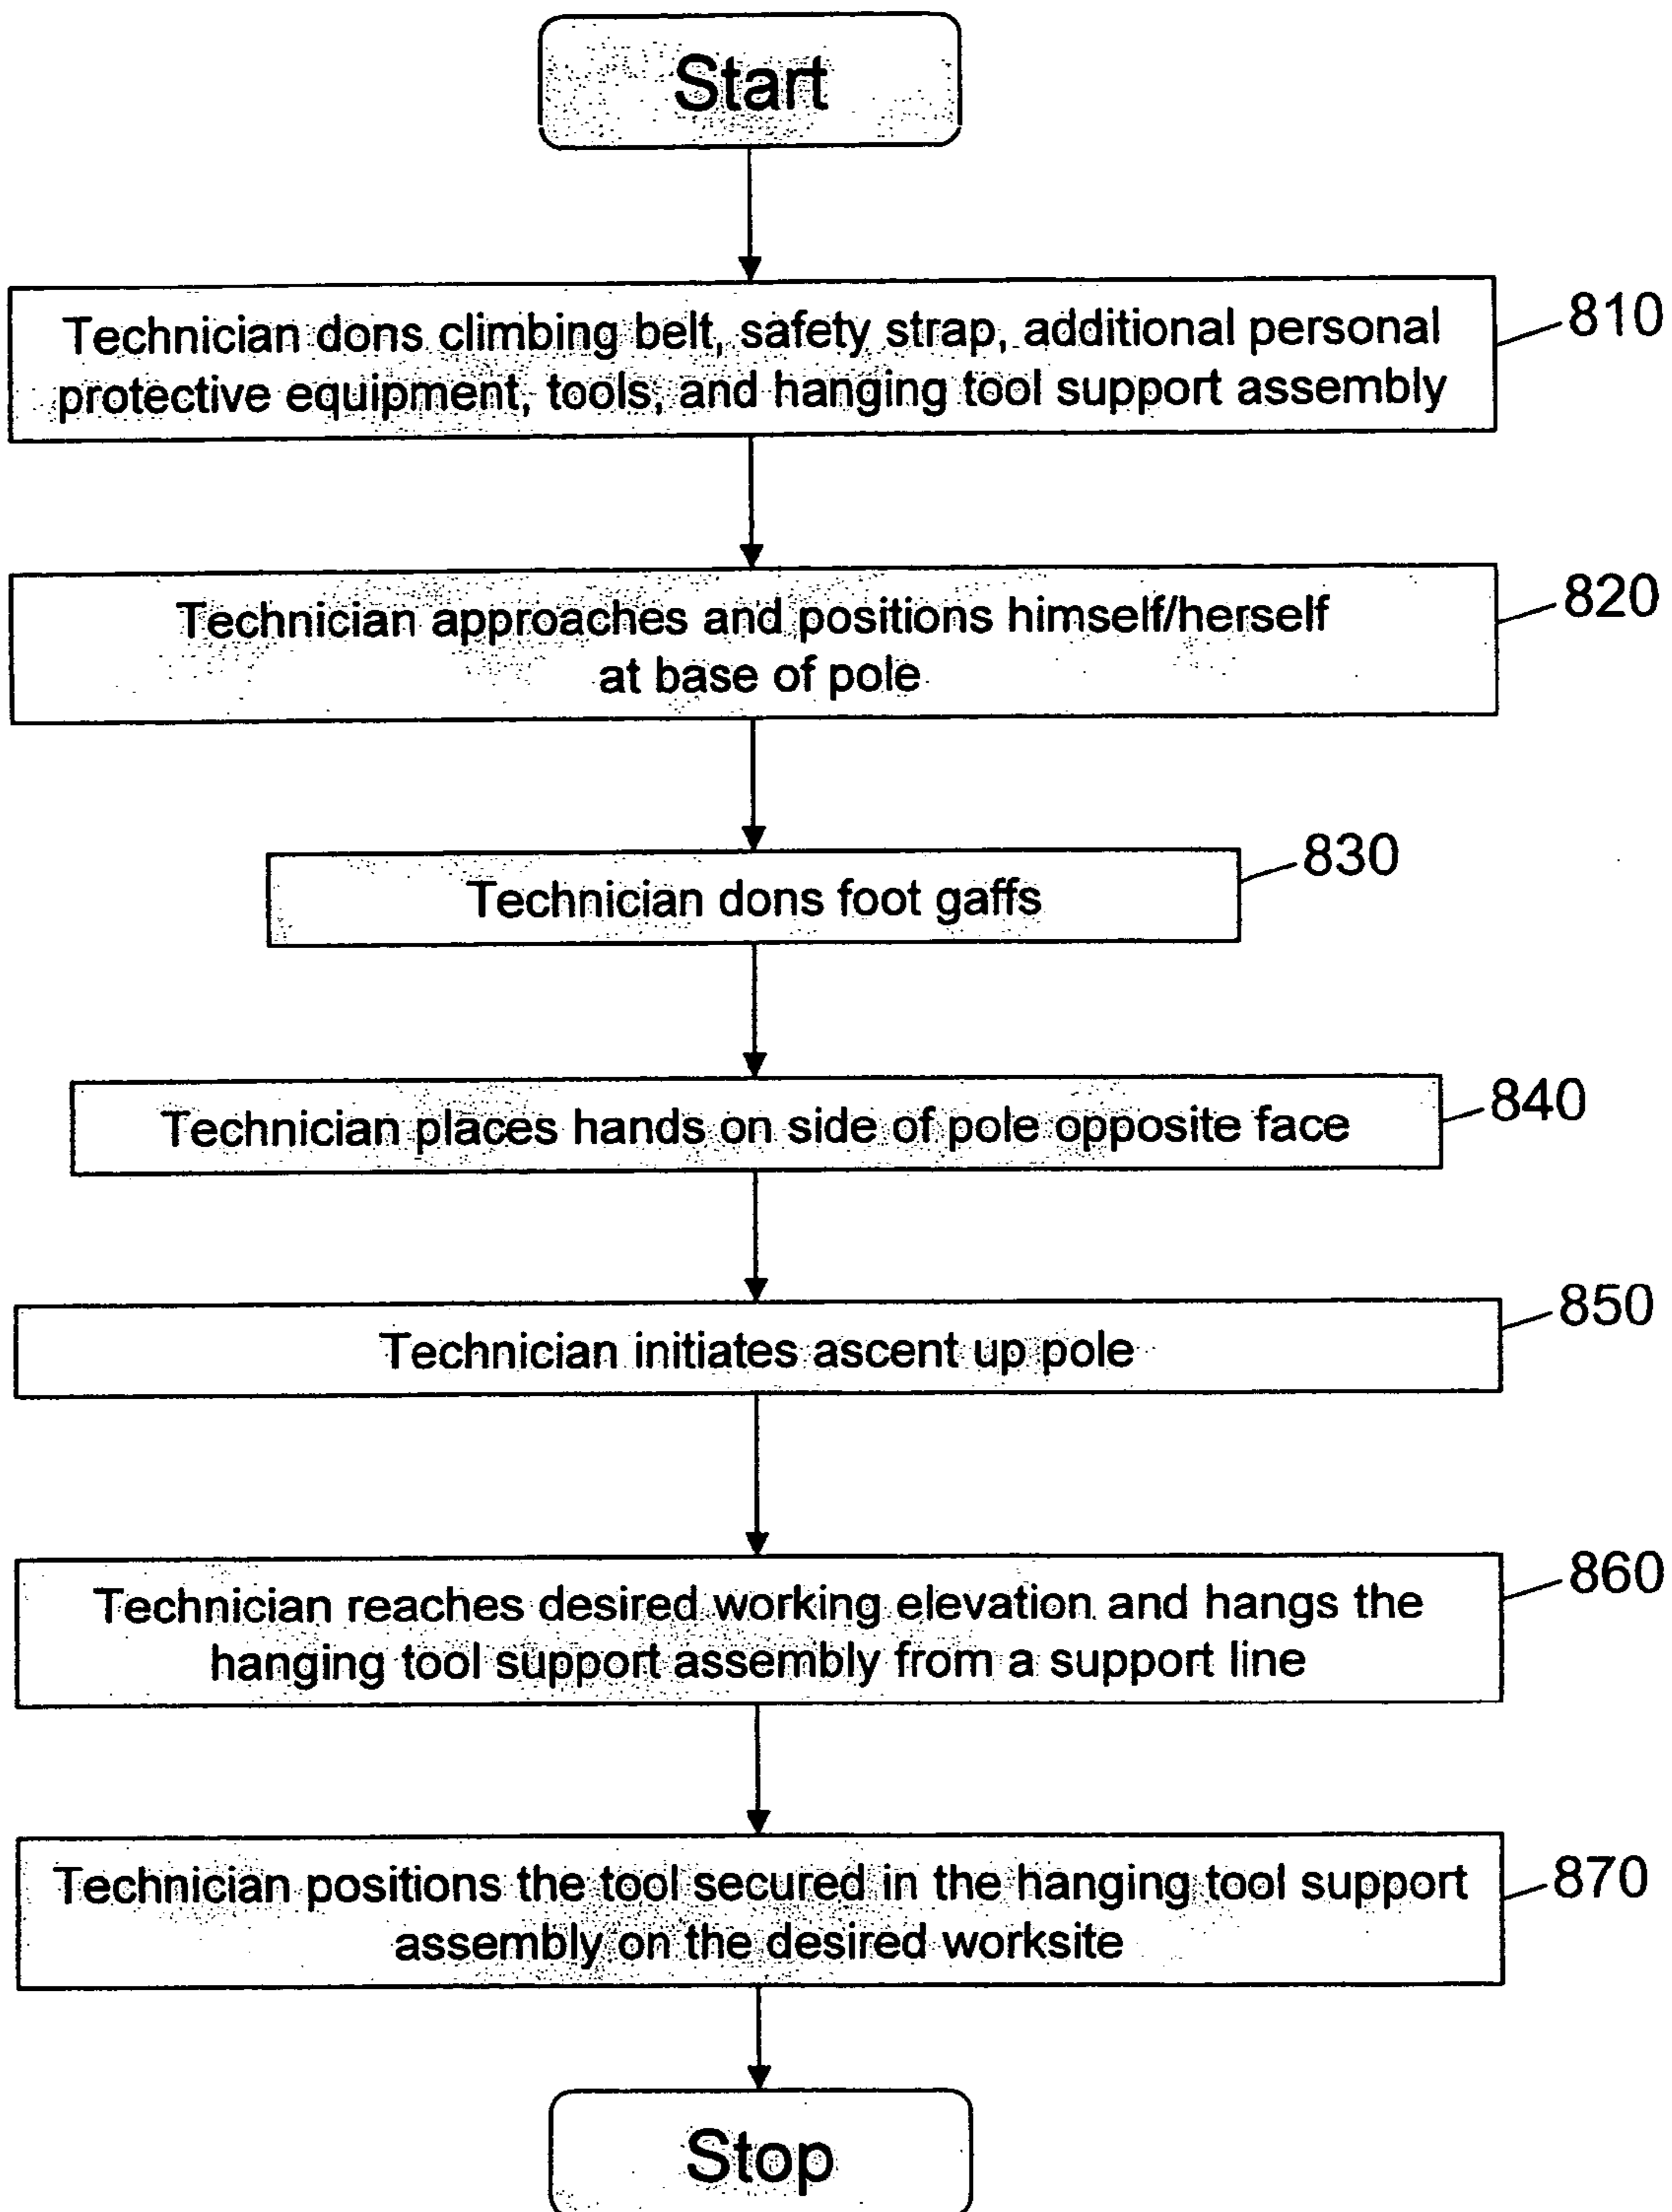 Start
Technician dons climbing belt, safety strap, additional personal
protective equipment, tools, and hanging tool support assembly
810
Technician approaches and positions himself/herself
at base of pole
820
Technician dons foot gaffs
830
Technician places hands on side of pole opposite face
840
Technician initiates ascent up pole
850
Technician reaches desired working elevation and hangs the
hanging tool support assembly from a support line
860
Technician positions the tool secured in the hanging tool support
assembly on the desired worksite
870
Stop